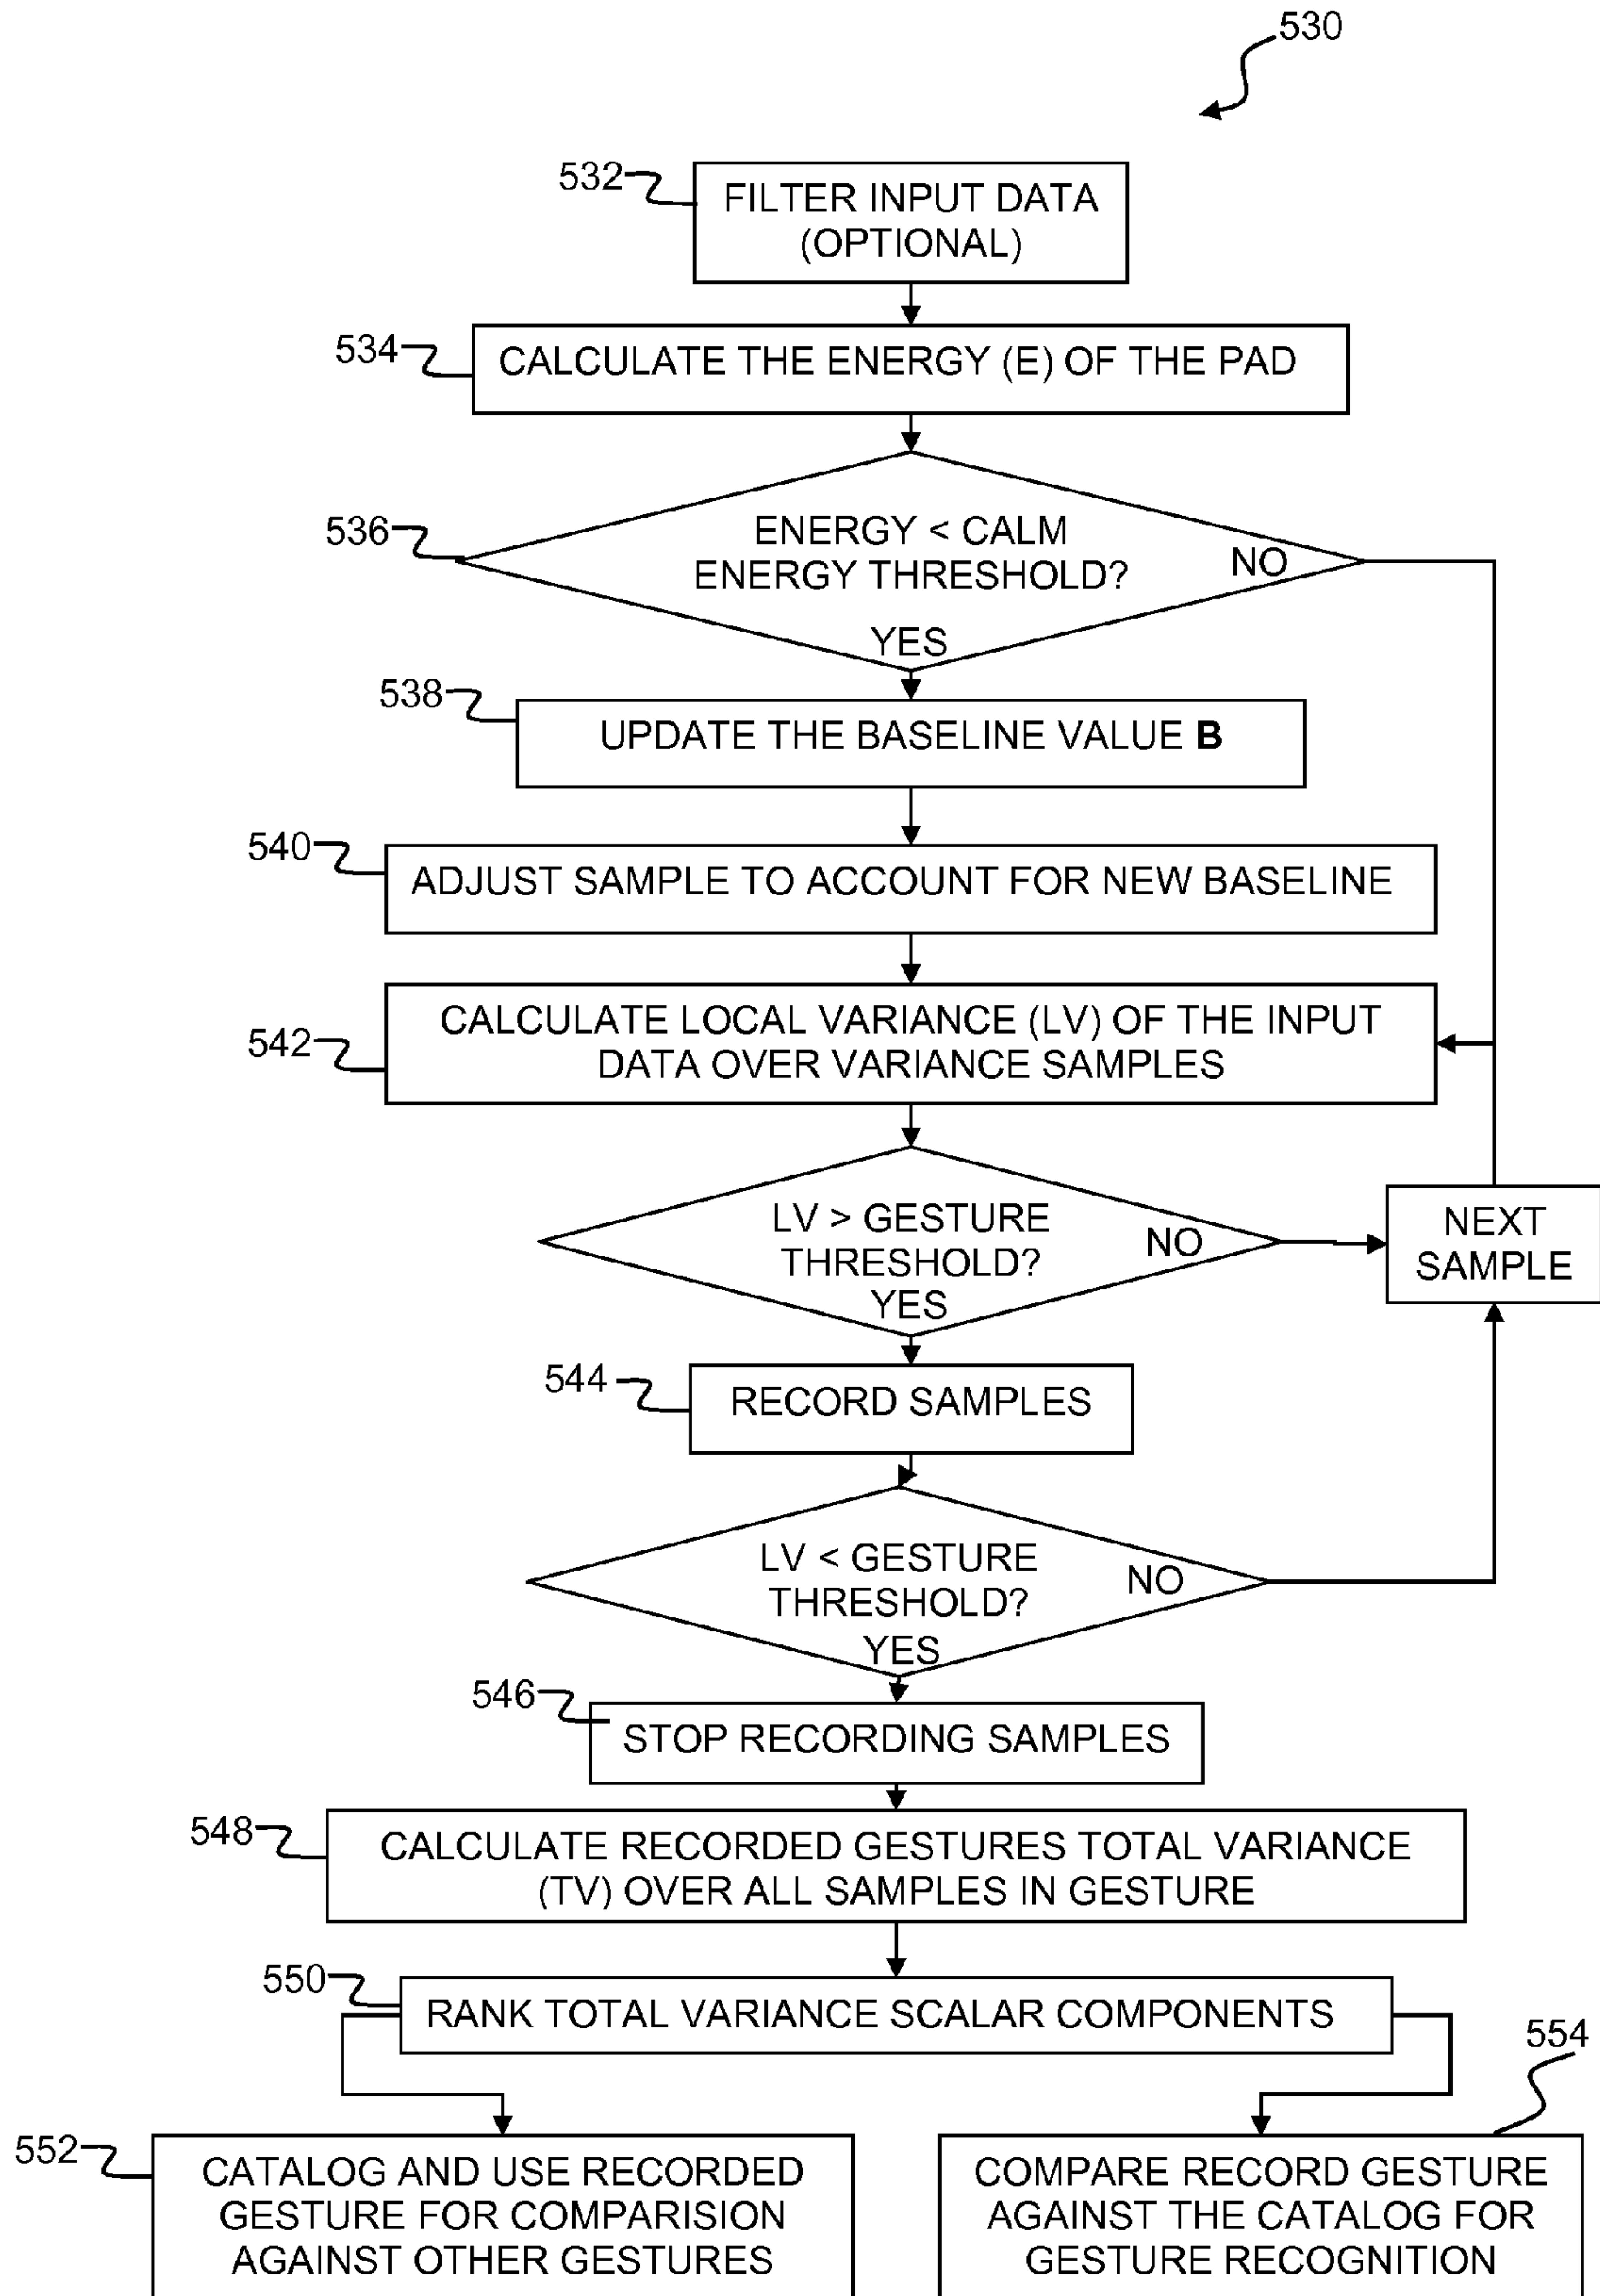 530
532
FILTER INPUT DATA
(OPTIONAL)
534
CALCULATE THE ENERGY (E) OF THE PAD
536
ENERGY < CALM
ENERGY THRESHOLD?
NO
YES
538
UPDATE THE BASELINE VALUE B
540
ADJUST SAMPLE TO ACCOUNT FOR NEW BASELINE
542
CALCULATE LOCAL VARIANCE (LV) OF THE INPUT
DATA OVER VARIANCE SAMPLES
LV > GESTURE
THRESHOLD?
NO
YES
NEXT
SAMPLE
544
RECORD SAMPLES
LV < GESTURE
THRESHOLD?
NO
YES
546
STOP RECORDING SAMPLES
548
CALCULATE RECORDED GESTURES TOTAL VARIANCE
(TV) OVER ALL SAMPLES IN GESTURE
550
RANK TOTAL VARIANCE SCALAR COMPONENTS
552
CATALOG AND USE RECORDED
GESTURE FOR COMPARISION
AGAINST OTHER GESTURES
554
COMPARE RECORD GESTURE
AGAINST THE CATALOG FOR
GESTURE RECOGNITION